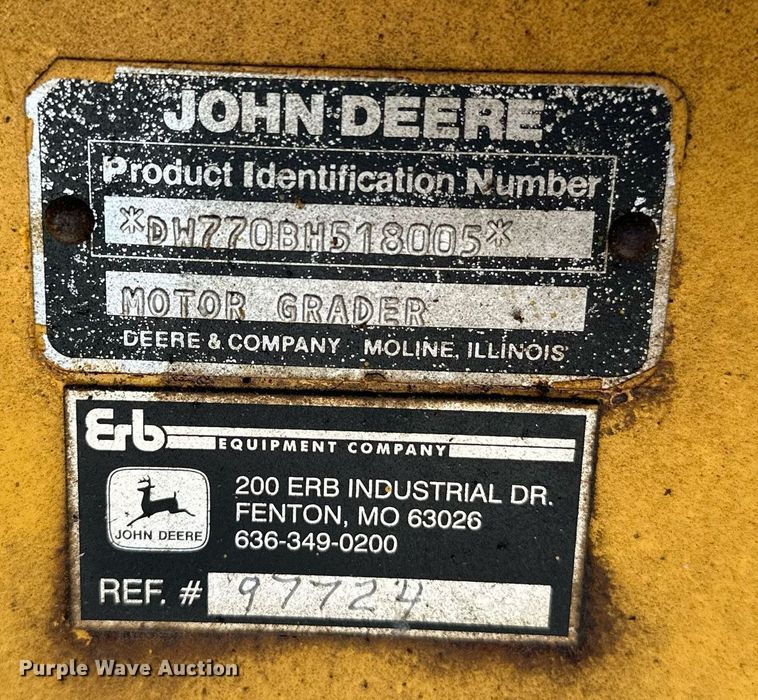 JOHN DEERE
Product Identification Number
*DW770BH518005*
MOTOR GRADER
DEERE & COMPANY MOLINE, ILLINOIS
Erb
EQUIPMENT COMPANY
200 ERB INDUSTRIAL DR.
FENTON, MO 63026
636-349-0200
JOHN DEERE
REF. # 97724
Purple Wave Auction